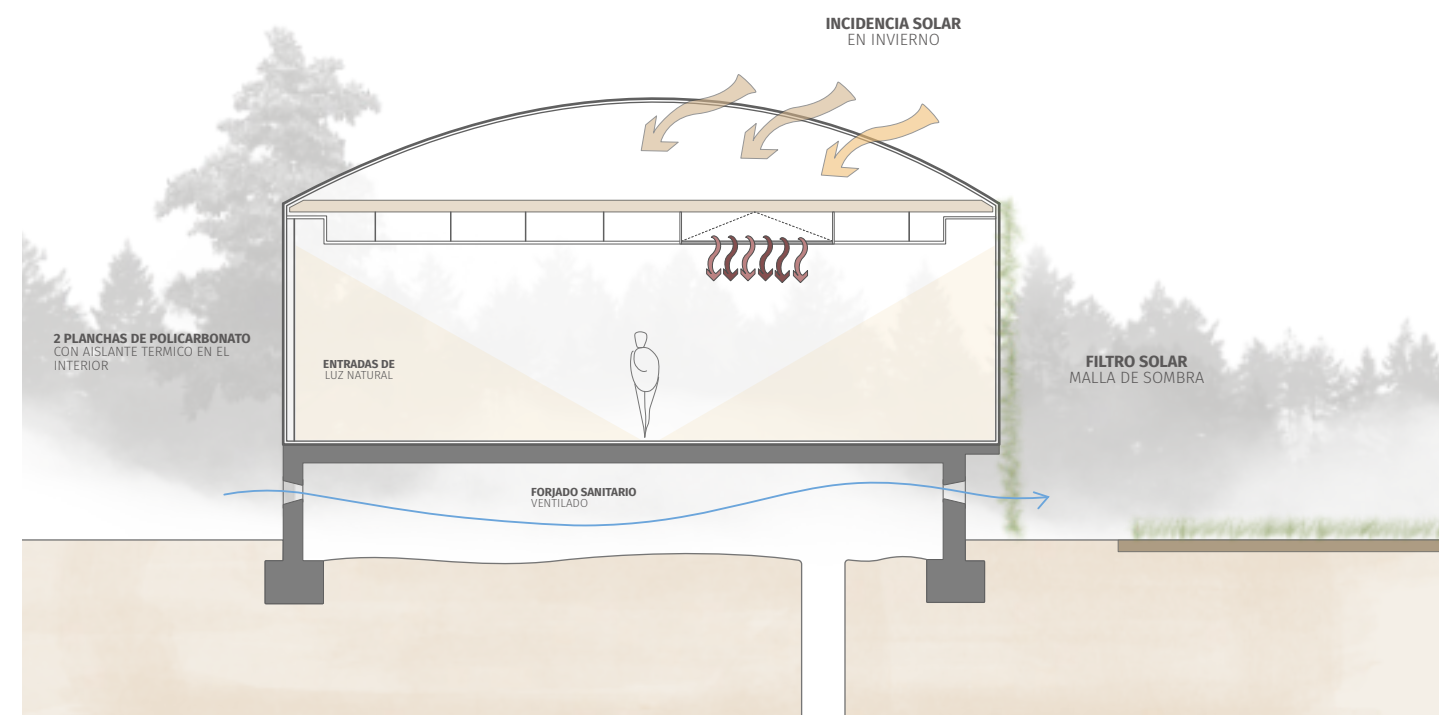 INCIDENCIA SOLAR
EN INVIERNO
2 PLANCHAS DE POLICARBONATO
CON AISLANTE TERMICO EN EL
INTERIOR
ENTRADAS DE
LUZ NATURAL
FILTRO SOLAR
MALLA DE SOMBRA
FORJADO SANITARIO
VENTILADO